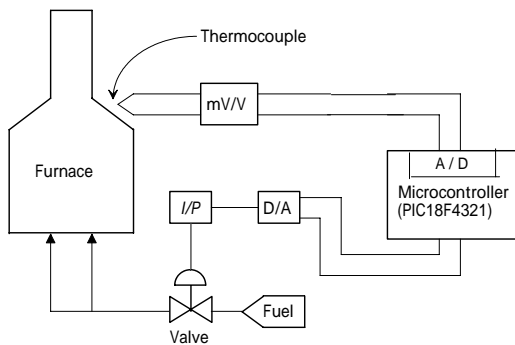 Thermocouple
mV/V
A / D
Furnace
Microcontroller
(PIC18F4321)
I/P
D/A
Fuel
Valve